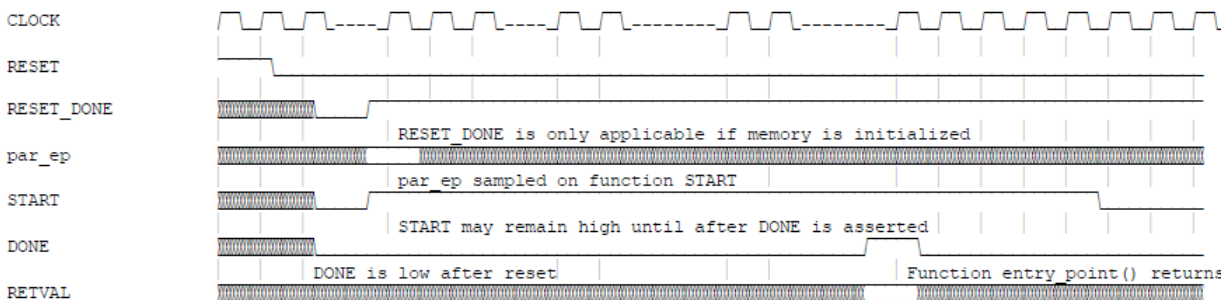 CLOCK
RESET
RESET_DONE
RESET_DONE is only applicable if memory is initialized
par_ep
par_ep sampled on function START
START
START may remain high until after DONE is asserted
DONE
DONE is low after reset
Function entry_point() returns
RETVAL